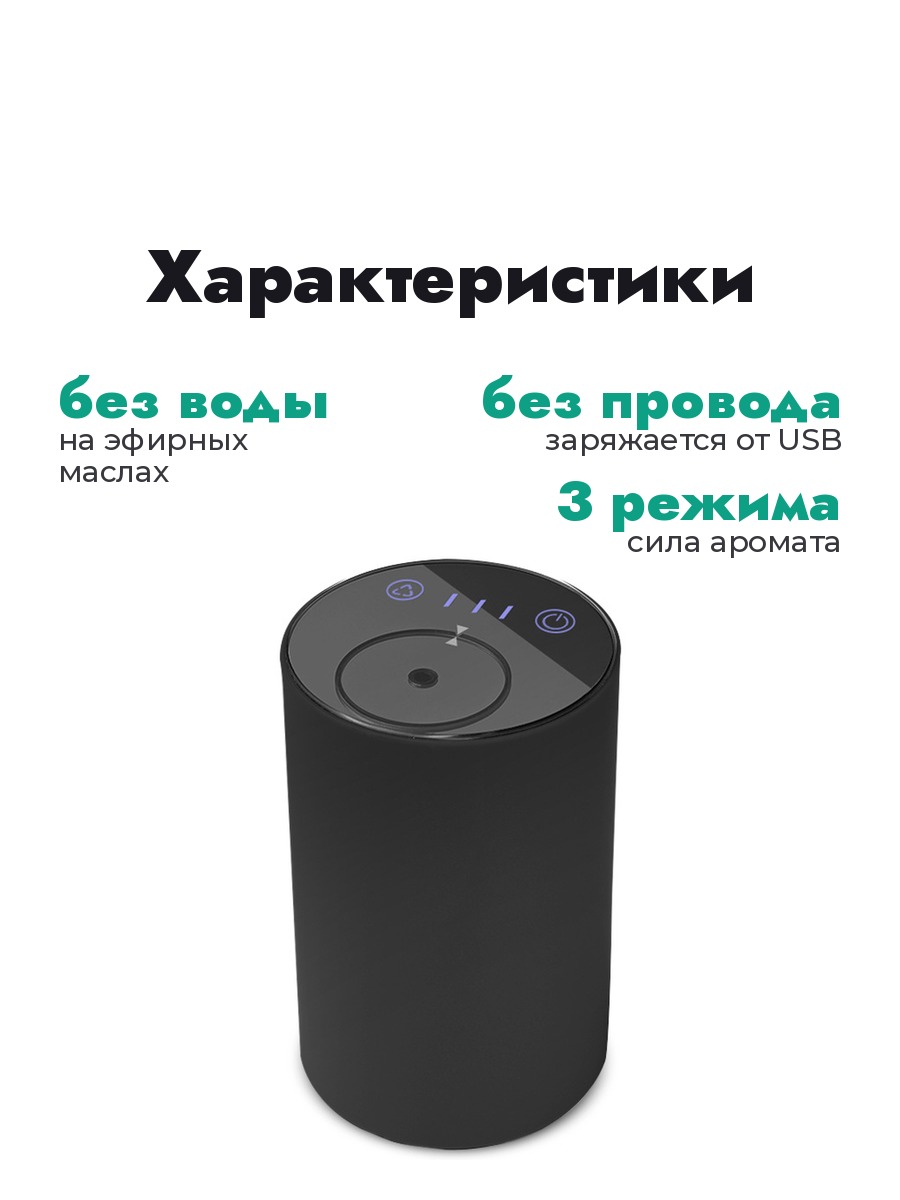 Характеристики
без воды
на эфирных
маслах
без провода
заряжается от USB
3 режима
сила аромата